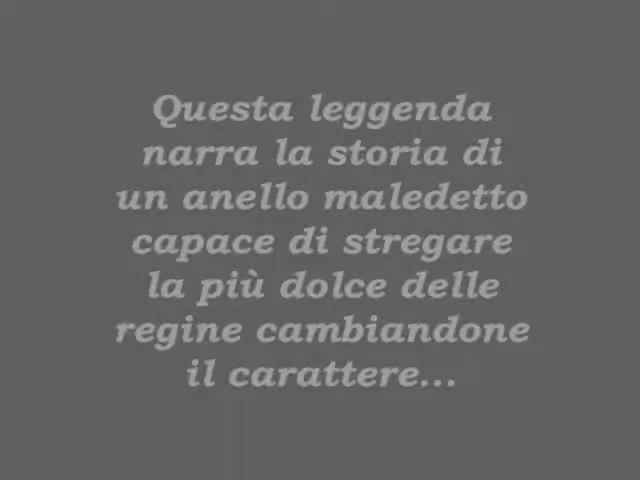 Questa leggenda
narra la storia di
un anello maledetto
capace di stregare
la più dolce delle
regine cambiandone
il carattere...